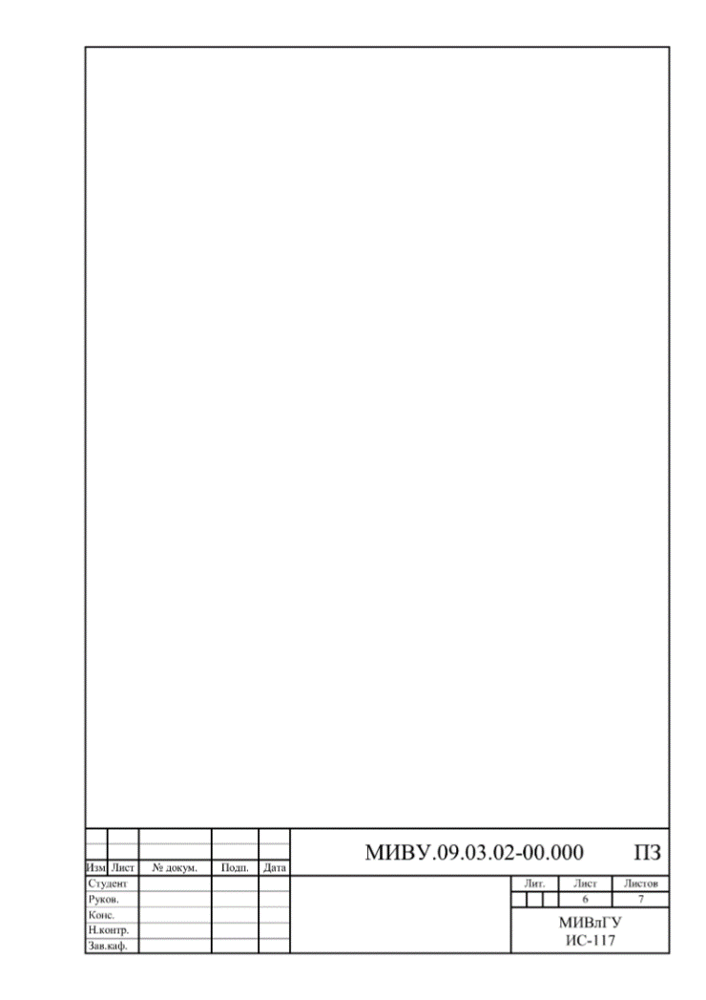 МИВУ.09.03.02-00.000 ПЗ
Изм Лист № докум. Подп. Дата
Студент
Руков.
Конс.
Н.контр.
Зав.каф.
Лит. Лист Листов
6 7
МИВлГУ
ИС-117